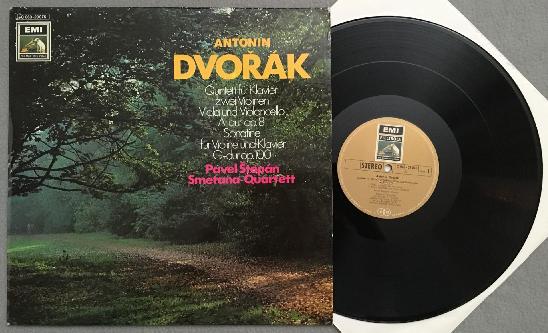 EMI
ANTONÍN
DVOŘÁK
Quintett für Klavier
zwei Violinen
Viola und Violoncello
A-dur op. 81
Sonatine
für Violine und Klavier
G-dur op. 100
Pavel Štěpán
Smetana-Quartett
EMI
STEREO